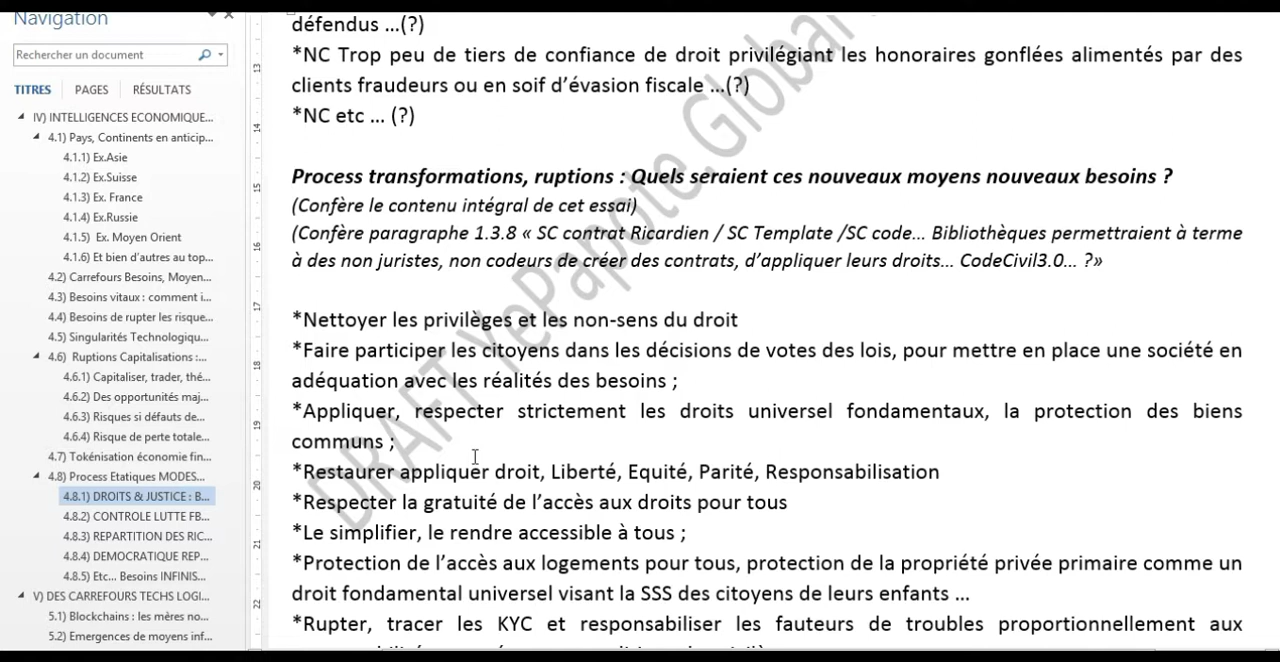 Navigation
Rechercher un document
TITRES PAGES RÉSULTATS
IV) INTELLIGENCES ECONOMIQUE...
4.1) Pays, Continents en anticip...
4.1.1) Ex.Asie
4.1.2) Ex.Suisse
4.1.3) Ex. France
4.1.4) Ex.Russie
4.1.5) Ex. Moyen Orient
4.1.6) Et bien d'autres au top...
4.2) Carrefours Besoins, Moyen...
4.3) Besoins vitaux : comment i...
4.4) Besoins de rupter les risque...
4.5) Singularités Technologiqu...
4.6) Ruptions Capitalisations :...
4.6.1) Capitaliser, trader, thé...
4.6.2) Des opportunités maj...
4.6.3) Risques si défauts de...
4.6.4) Risque de perte totale...
4.7) Tokénisation économie fin...
4.8) Process Etatiques MODES...
4.8.1) DROITS & JUSTICE : B...
4.8.2) CONTROLE LUTTE FB...
4.8.3) REPARTITION DES RIC...
4.8.4) DEMOCRATIQUE REP...
4.8.5) Etc... Besoins INFINIS...
V) DES CARREFOURS TECHS LOGI...
5.1) Blockchains : les mères no...
5.2) Emergences de moyens inf...
13
14
15
16
17
18
19
20
21
22
défendus ...(?)
*NC Trop peu de tiers de confiance de droit privilégiant les honoraires gonflées alimentés par des
clients fraudeurs ou en soif d'évasion fiscale ...(?)
*NC etc ... (?)
Process transformations, ruptions : Quels seraient ces nouveaux moyens nouveaux besoins ?
(Confère le contenu intégral de cet essai)
(Confère paragraphe 1.3.8 « SC contrat Ricardien / SC Template /SC code... Bibliothèques permettraient à terme
à des non juristes, non codeurs de créer des contrats, d'appliquer leurs droits... CodeCivil3.0... ?»
*Nettoyer les privilèges et les non-sens du droit
*Faire participer les citoyens dans les décisions de votes des lois, pour mettre en place une société en
adéquation avec les réalités des besoins ;
*Appliquer, respecter strictement les droits universel fondamentaux, la protection des biens
communs ;
*Restaurer appliquer droit, Liberté, Equité, Parité, Responsabilisation
*Respecter la gratuité de l'accès aux droits pour tous
*Le simplifier, le rendre accessible à tous ;
*Protection de l'accès aux logements pour tous, protection de la propriété privée primaire comme un
droit fondamental universel visant la SSS des citoyens de leurs enfants ...
*Rupter, tracer les KYC et responsabiliser les fauteurs de troubles proportionnellement aux
DRAFT YePapote.Global